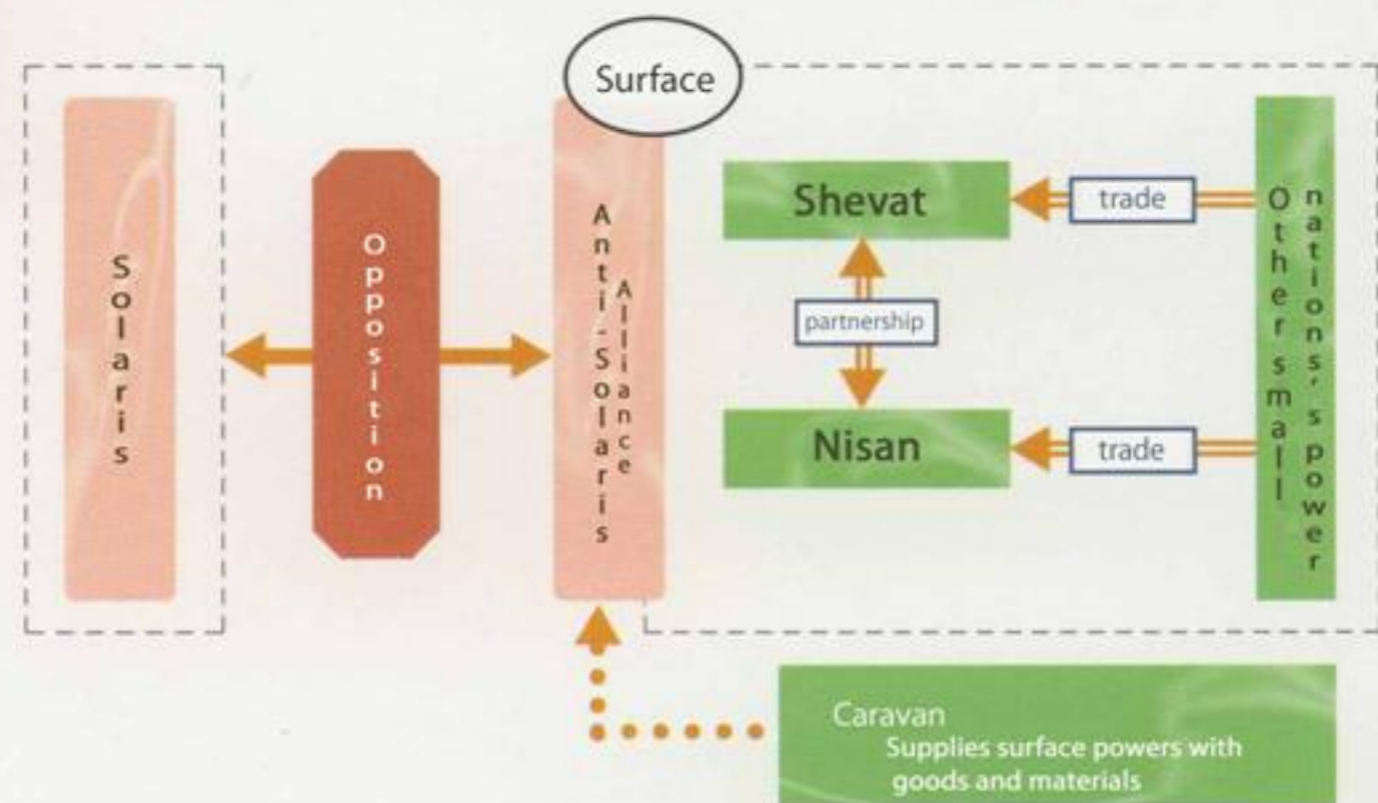 Surface
Solaris
Opposition
Anti-Solaris
Alliance
Shevat
trade
partnership
Nisan
trade
Other small
nations's power
Caravan
Supplies surface powers with
goods and materials